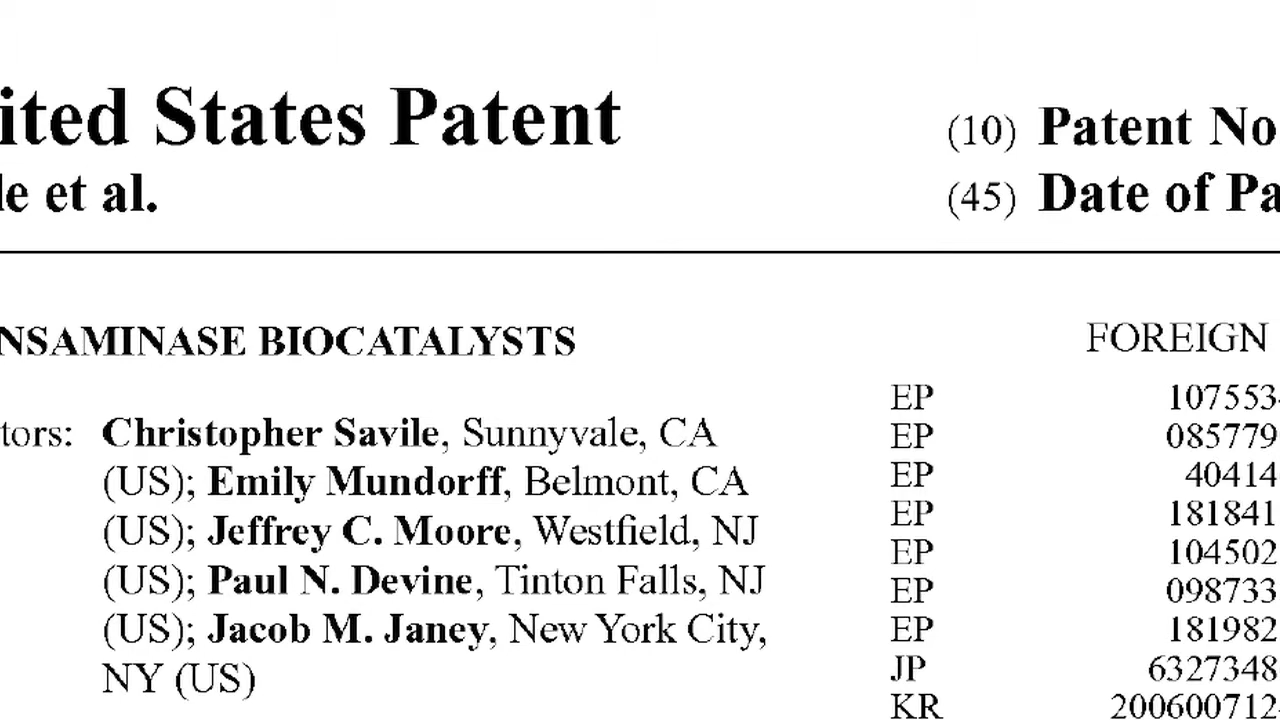 ited States Patent
le et al.
(10) Patent No
(45) Date of Pa
NSAMINASE BIOCATALYSTS
tors: Christopher Savile, Sunnyvale, CA
(US); Emily Mundorff, Belmont, CA
(US); Jeffrey C. Moore, Westfield, NJ
(US); Paul N. Devine, Tinton Falls, NJ
(US); Jacob M. Janey, New York City,
NY (US)
FOREIGN
EP 107553
EP 085779
EP 40414
EP 181841
EP 104502
EP 098733
EP 181982
JP 6327348
KR 200600712